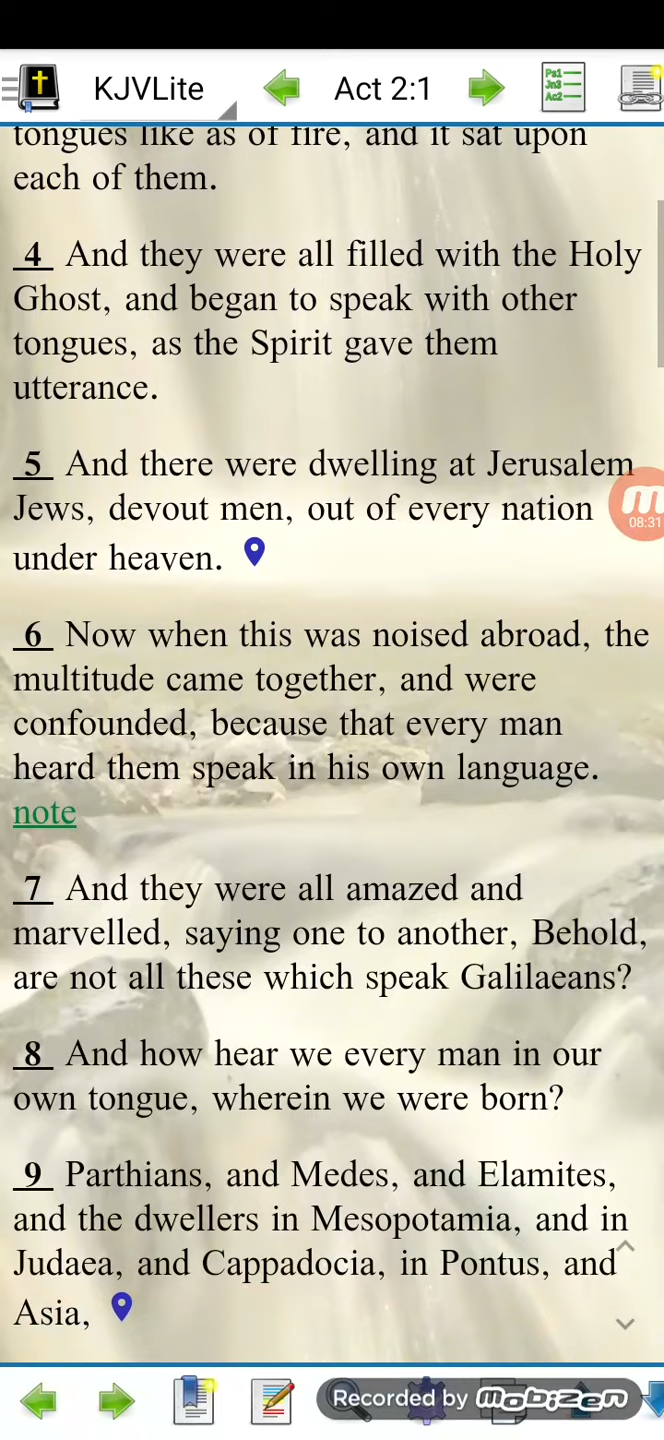 KJVLite
Act 2:1
Ps1
Jn3
Ac2
tongues like as of fire, and it sat upon
each of them.
4 And they were all filled with the Holy
Ghost, and began to speak with other
tongues, as the Spirit gave them
utterance.
5 And there were dwelling at Jerusalem
Jews, devout men, out of every nation
under heaven.
m
08:31
6 Now when this was noised abroad, the
multitude came together, and were
confounded, because that every man
heard them speak in his own language.
note
7 And they were all amazed and
marvelled, saying one to another, Behold,
are not all these which speak Galilaeans?
8 And how hear we every man in our
own tongue, wherein we were born?
9 Parthians, and Medes, and Elamites,
and the dwellers in Mesopotamia, and in
Judaea, and Cappadocia, in Pontus, and
Asia,
Recorded by mobizen